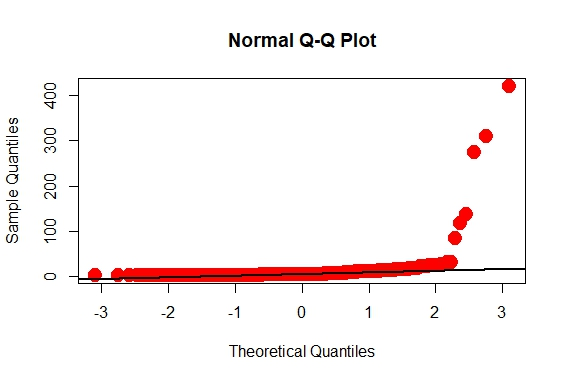 Normal Q-Q Plot
Sample Quantiles
400
300
200
100
0
-3 -2 -1 0 1 2 3
Theoretical Quantiles